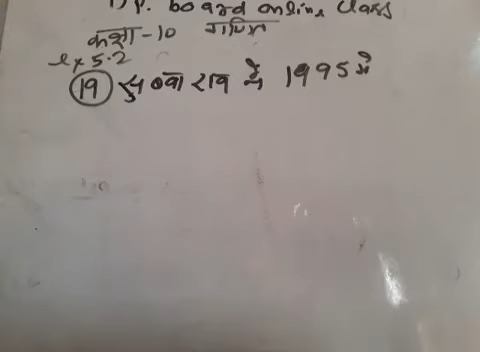 U p. board online class
कक्षा-10 गणित
ex 5.2
19 सुब्बा राव ने 1995 में